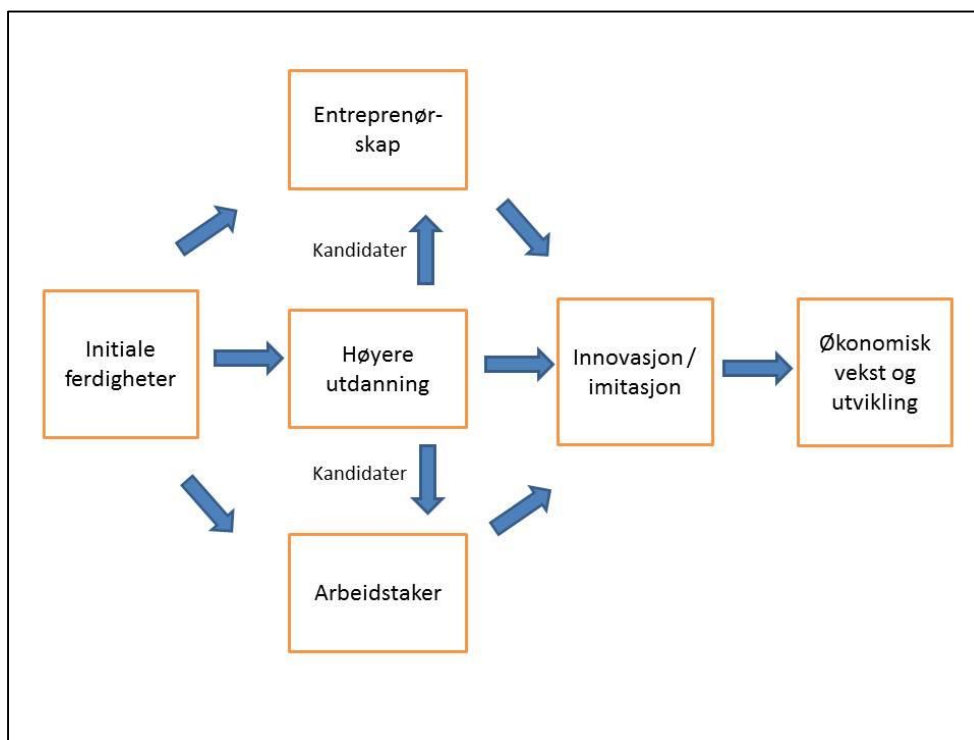 Entreprenør-
skap
Kandidater
Initiale
ferdigheter
Høyere
utdanning
Innovasjon /
imitasjon
Økonomisk
vekst og
utvikling
Kandidater
Arbeidstaker